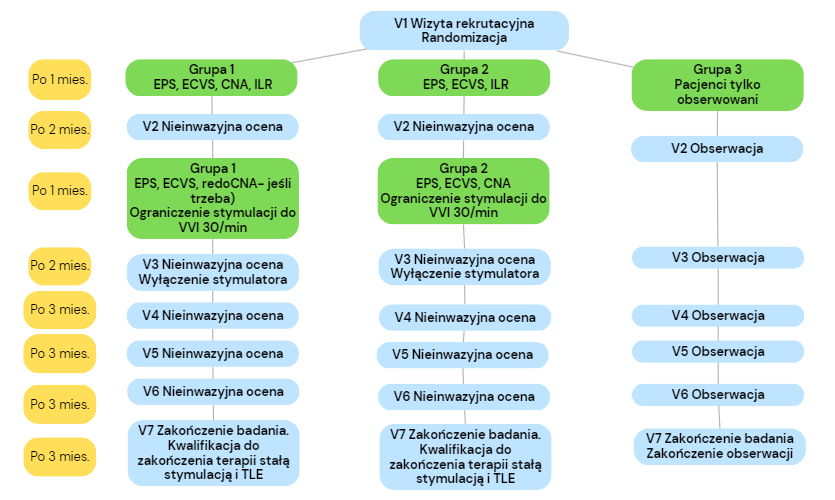 V1 Wizyta rekrutacyjna
Randomizacja
Po 1 mies.
Grupa 1
EPS, ECVS, CNA, ILR
Grupa 2
EPS, ECVS, ILR
Grupa 3
Pacjenci tylko
obserwowani
Po 2 mies.
V2 Nieinwazyjna ocena
V2 Nieinwazyjna ocena
V2 Obserwacja
Po 1 mies.
Grupa 1
EPS, ECVS, redoCNA- jeśli
trzeba)
Ograniczenie stymulacji do
VVI 30/min
Grupa 2
EPS, ECVS, CNA
Ograniczenie stymulacji do
VVI 30/min
Po 2 mies.
V3 Nieinwazyjna ocena
Wyłączenie stymulatora
V3 Nieinwazyjna ocena
Wyłączenie stymulatora
V3 Obserwacja
Po 3 mies.
V4 Nieinwazyjna ocena
V4 Nieinwazyjna ocena
V4 Obserwacja
Po 3 mies.
V5 Nieinwazyjna ocena
V5 Nieinwazyjna ocena
V5 Obserwacja
Po 3 mies.
V6 Nieinwazyjna ocena
V6 Nieinwazyjna ocena
V6 Obserwacja
Po 3 mies.
V7 Zakończenie badania.
Kwalifikacja do
zakończenia terapii stałą
stymulacją i TLE
V7 Zakończenie badania.
Kwalifikacja do
zakończenia terapii stałą
stymulacją i TLE
V7 Zakończenie badania
Zakończenie obserwacji